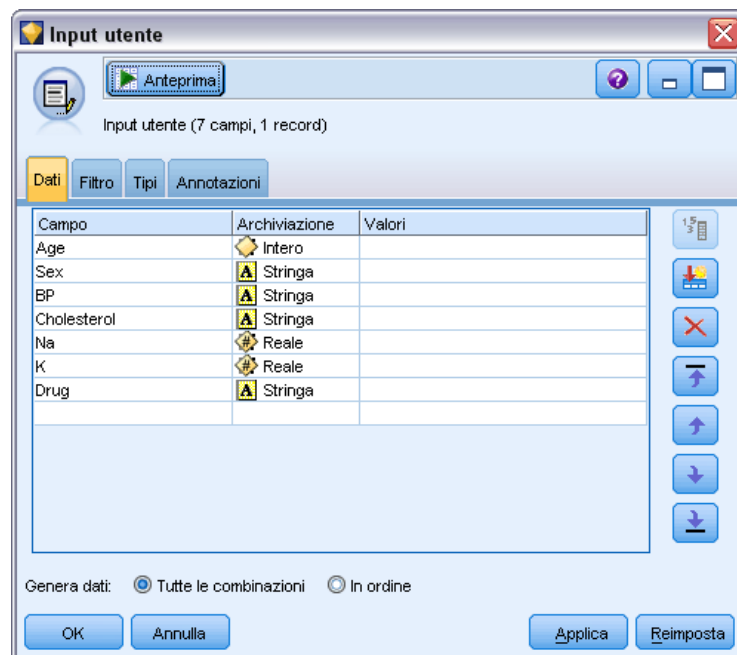 Input utente
Anteprima
Input utente (7 campi, 1 record)
Dati Filtro Tipi Annotazioni
Campo Archiviazione Valori
Age Intero
Sex A Stringa
BP A Stringa
Cholesterol A Stringa
Na # Reale
K # Reale
Drug A Stringa
Genera dati: Tutte le combinazioni In ordine
OK Annulla Applica Reimposta